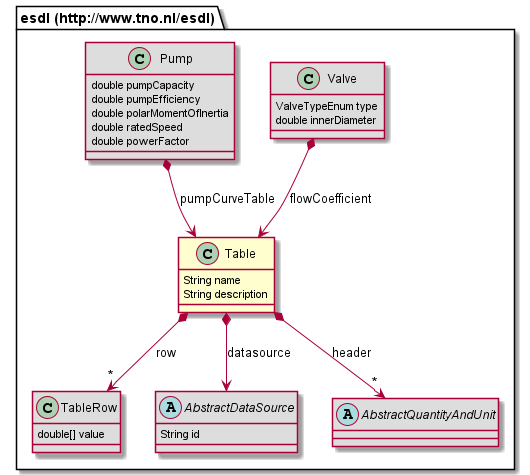 esdl (http://www.tno.nl/esdl)
C Pump
double pumpCapacity
double pumpEfficiency
double polarMomentOfInertia
double ratedSpeed
double powerFactor
C Valve
ValveTypeEnum type
double innerDiameter
pumpCurveTable
flowCoefficient
C Table
String name
String description
row
datasource
header
*
*
C TableRow
double[] value
A AbstractDataSource
String id
A AbstractQuantityAndUnit